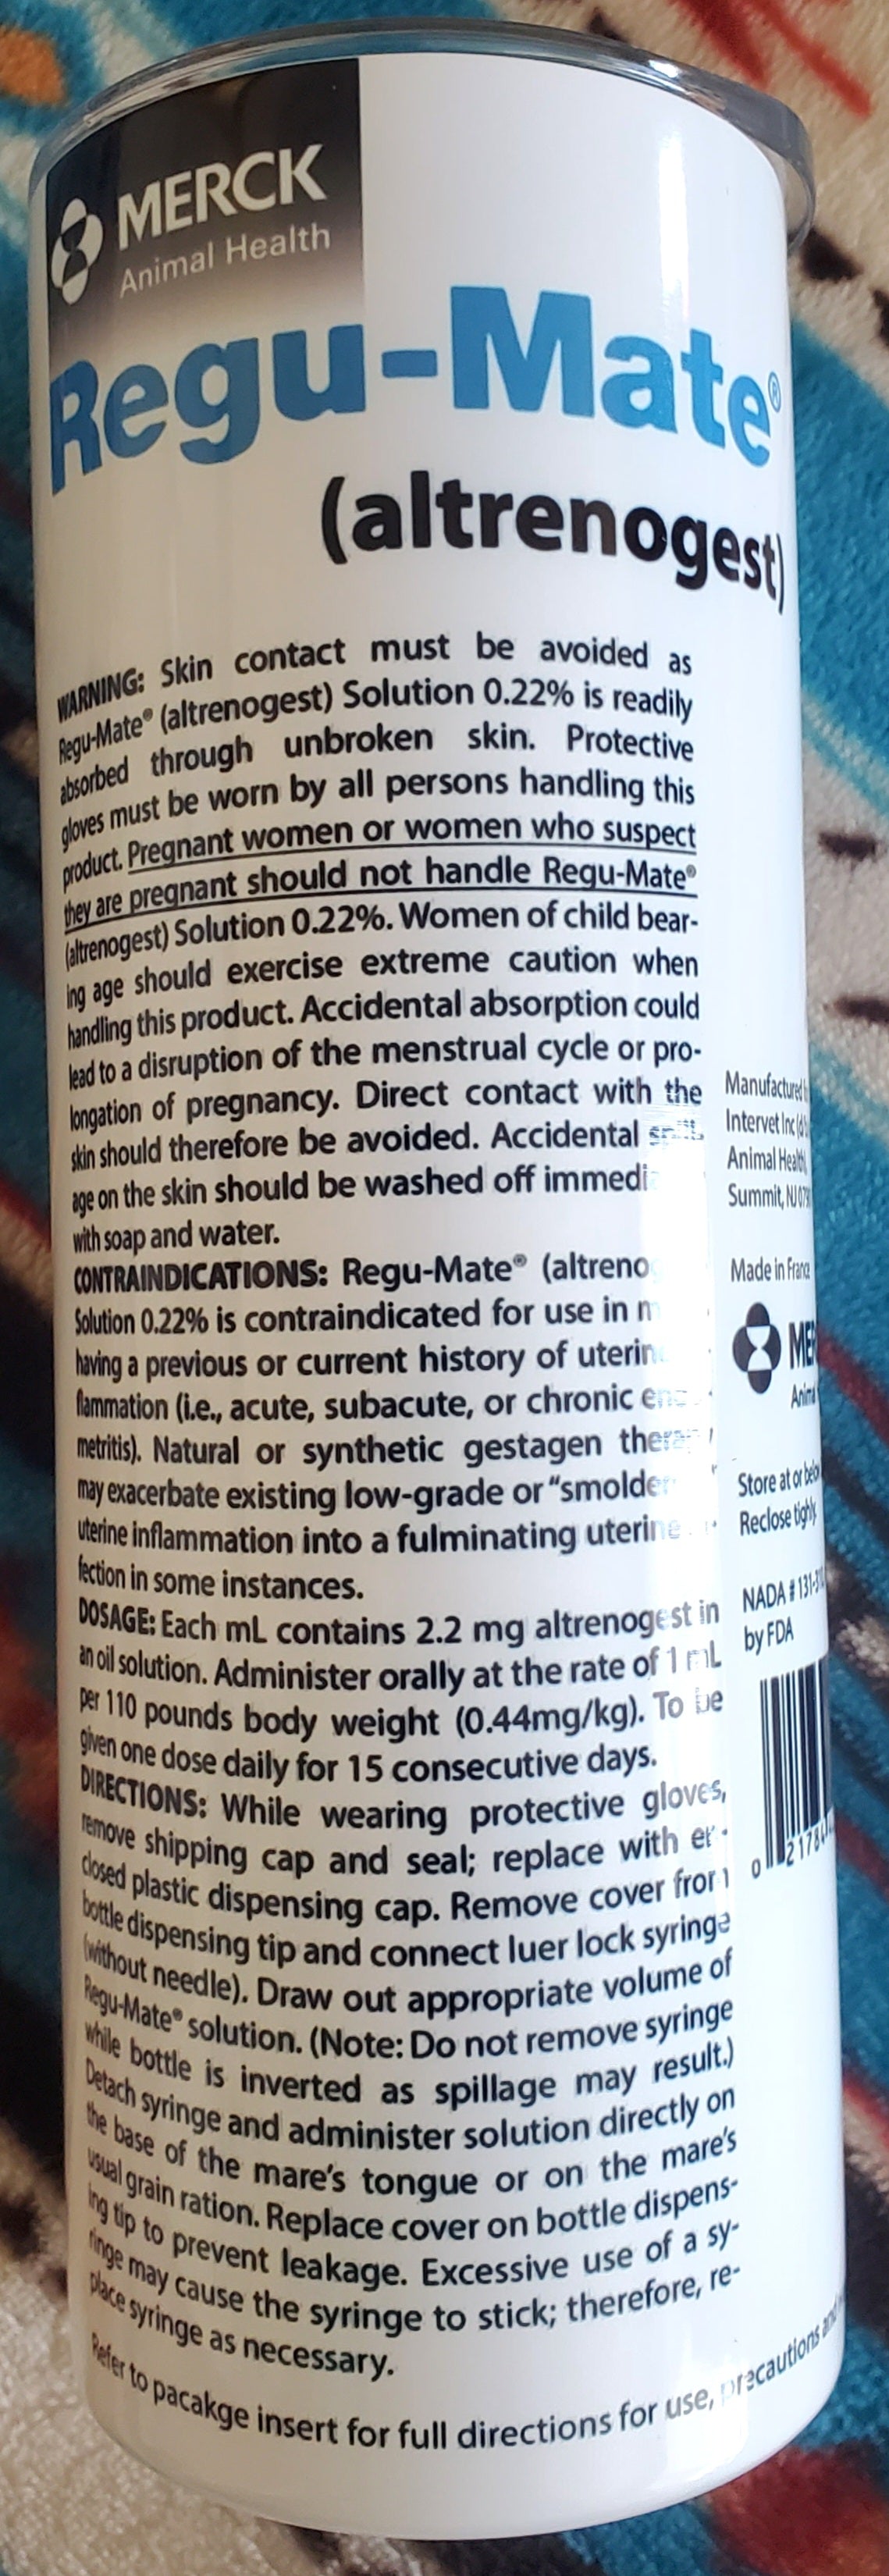 MERCK
Animal Health
Regu-Mate®
(altrenogest)
WARNING: Skin contact must be avoided as
Regu-Mate® (altrenogest) Solution 0.22% is readily
absorbed through unbroken skin. Protective
gloves must be worn by all persons handling this
product. Pregnant women or women who suspect
they are pregnant should not handle Regu-Mate®
(altrenogest) Solution 0.22%. Women of child bear-
ing age should exercise extreme caution when
handling this product. Accidental absorption could
lead to a disruption of the menstrual cycle or pro-
longation of pregnancy. Direct contact with the
skin should therefore be avoided. Accidental
age on the skin should be washed off immedi
with soap and water.
CONTRAINDICATIONS: Regu-Mate® (altreno
Solution 0.22% is contraindicated for use in
having a previous or current history of uterin
flammation (i.e., acute, subacute, or chronic
metritis). Natural or synthetic gestagen
may exacerbate existing low-grade or "smolde
uterine inflammation into a fulminating uterine
fection in some instances.
DOSAGE: Each mL contains 2.2 mg altrenogest in
an oil solution. Administer orally at the rate of 1 mL
per 110 pounds body weight (0.44mg/kg). To be
given one dose daily for 15 consecutive days.
DIRECTIONS: While wearing protective gloves,
remove shipping cap and seal; replace with
closed plastic dispensing cap. Remove cover from
bottle dispensing tip and connect luer lock syringe
(without needle). Draw out appropriate volume of
Regu-Mate® solution. (Note: Do not remove syringe
while bottle is inverted as spillage may result.)
Detach syringe and administer solution directly on
the base of the mare's tongue or on the mare's
usual grain ration. Replace cover on bottle dispens-
ing tip to prevent leakage. Excessive use of a sy-
ringe may cause the syringe to stick; therefore, re-
place syringe as necessary.
Refer to pacakge insert for full directions for use, precautions and
Manufactured
Intervet Inc
Animal Health
Summit, NJ
Made in France
MER
Anima
Store at or below
Reclose tightly
NADA # 131-310
by FDA
0 21784